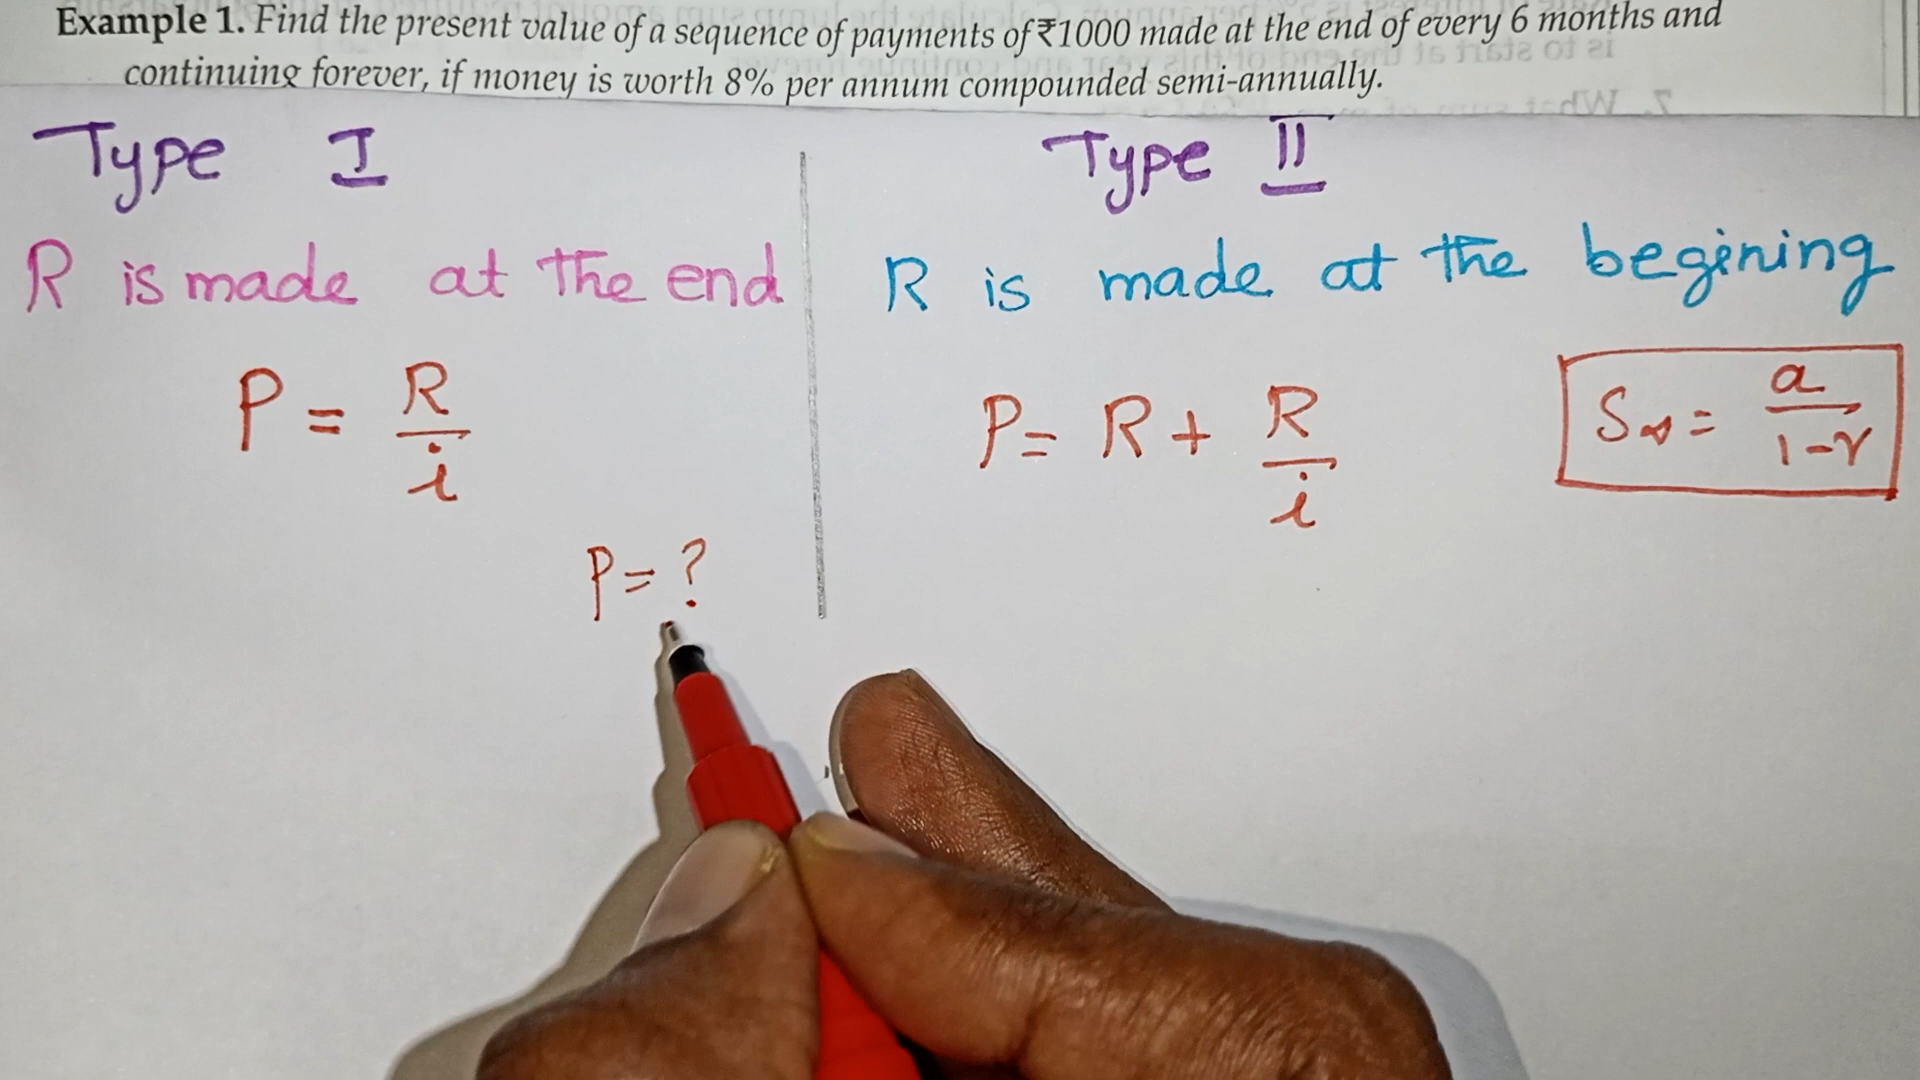 Example 1. Find the present value of a sequence of payments of ₹1000 made at the end of every 6 months and
continuing forever, if money is worth 8% per annum compounded semi-annually.
Type I
R is made at the end
P = R/i
P = ?
Type II
R is made at the begining
P = R + R/i
S∞ = a/1-r